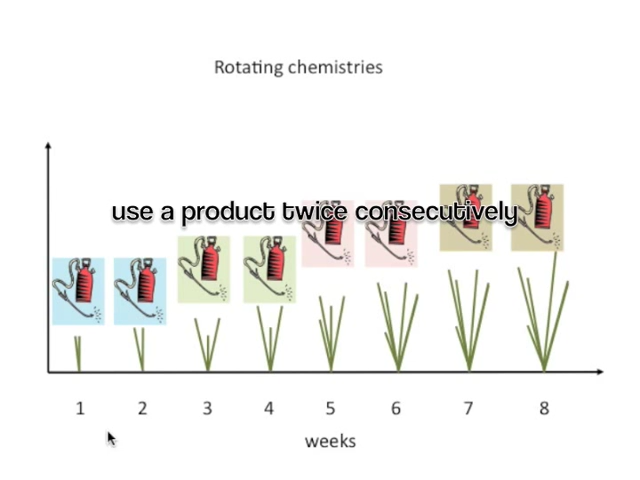 Rotating chemistries
use a product twice consecutively
1 2 3 4 5 6 7 8
weeks